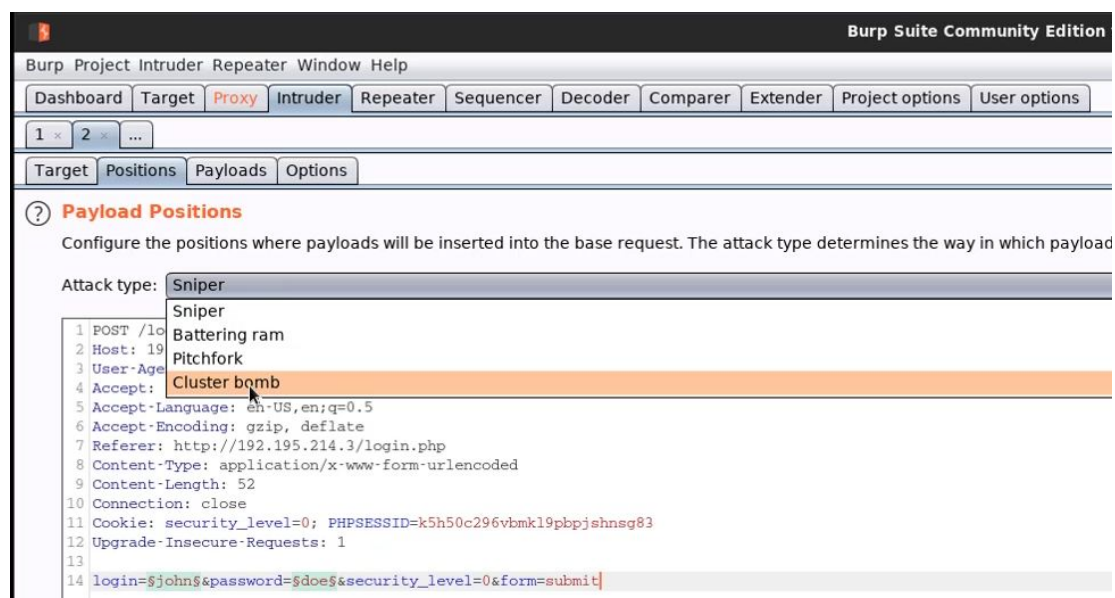 Burp Suite Community Edition
Burp Project Intruder Repeater Window Help
Dashboard Target Proxy Intruder Repeater Sequencer Decoder Comparer Extender Project options User options
1 × 2 × ...
Target Positions Payloads Options
? Payload Positions
Configure the positions where payloads will be inserted into the base request. The attack type determines the way in which payload
Attack type: Sniper
Sniper
Battering ram
Pitchfork
Cluster bomb
1 POST /lo
2 Host: 19
3 User-Age
4 Accept:
5 Accept-Language: en-US,en;q=0.5
6 Accept-Encoding: gzip, deflate
7 Referer: http://192.195.214.3/login.php
8 Content-Type: application/x-www-form-urlencoded
9 Content-Length: 52
10 Connection: close
11 Cookie: security_level=0; PHPSESSID=k5h50c296vbmkl9pbpjshnsg83
12 Upgrade-Insecure-Requests: 1
13
14 login=§john§&password=§doe§&security_level=0&form=submit